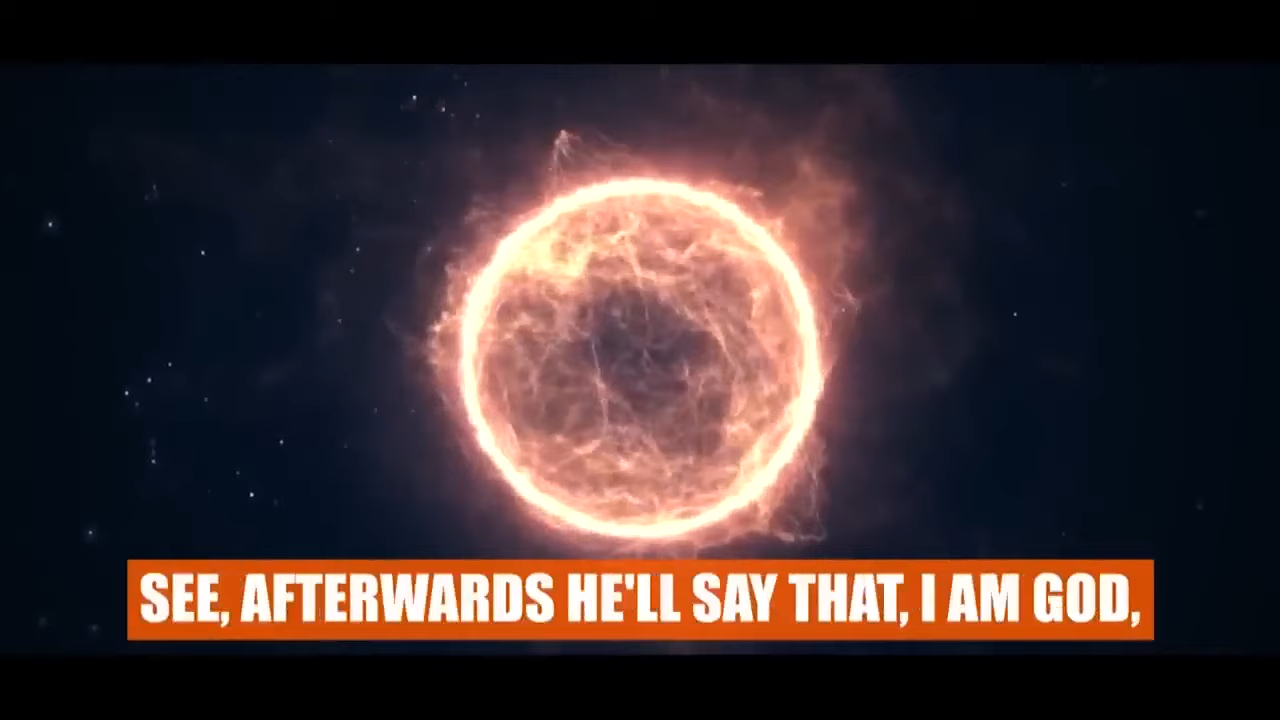 SEE, AFTERWARDS HE'LL SAY THAT, I AM GOD,